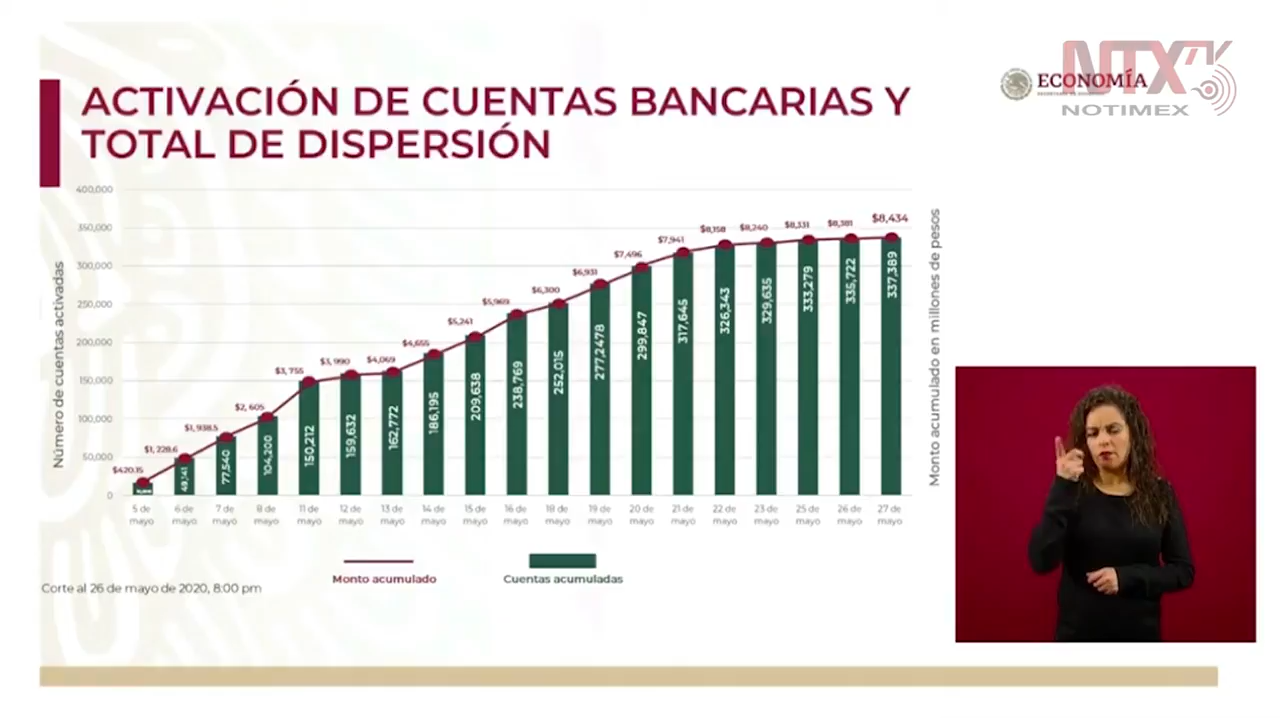 ACTIVACIÓN DE CUENTAS BANCARIAS Y
TOTAL DE DISPERSIÓN
ECONOMÍA
NTX TV
NOTIMEX
Número de cuentas activadas
400,000
350,000
300,000
250,000
200,000
150,000
100,000
50,000
0
$420.15
$1,228.6
$1,938.5
$2,605
$3,755
$3,990
$4,069
$4,655
$5,241
$5,969
$6,300
$6,931
$7,496
$7,941
$8,158
$8,240
$8,331
$8,381
$8,434
49,141
77,540
104,200
150,212
159,632
162,772
186,195
209,638
238,769
252,015
277,2478
299,847
317,645
326,343
329,635
333,279
335,722
337,389
5 de mayo
6 de mayo
7 de mayo
8 de mayo
11 de mayo
12 de mayo
13 de mayo
14 de mayo
15 de mayo
16 de mayo
18 de mayo
19 de mayo
20 de mayo
21 de mayo
22 de mayo
23 de mayo
25 de mayo
26 de mayo
27 de mayo
Monto acumulado en millones de pesos
Monto acumulado
Cuentas acumuladas
Corte al 26 de mayo de 2020, 8:00 pm